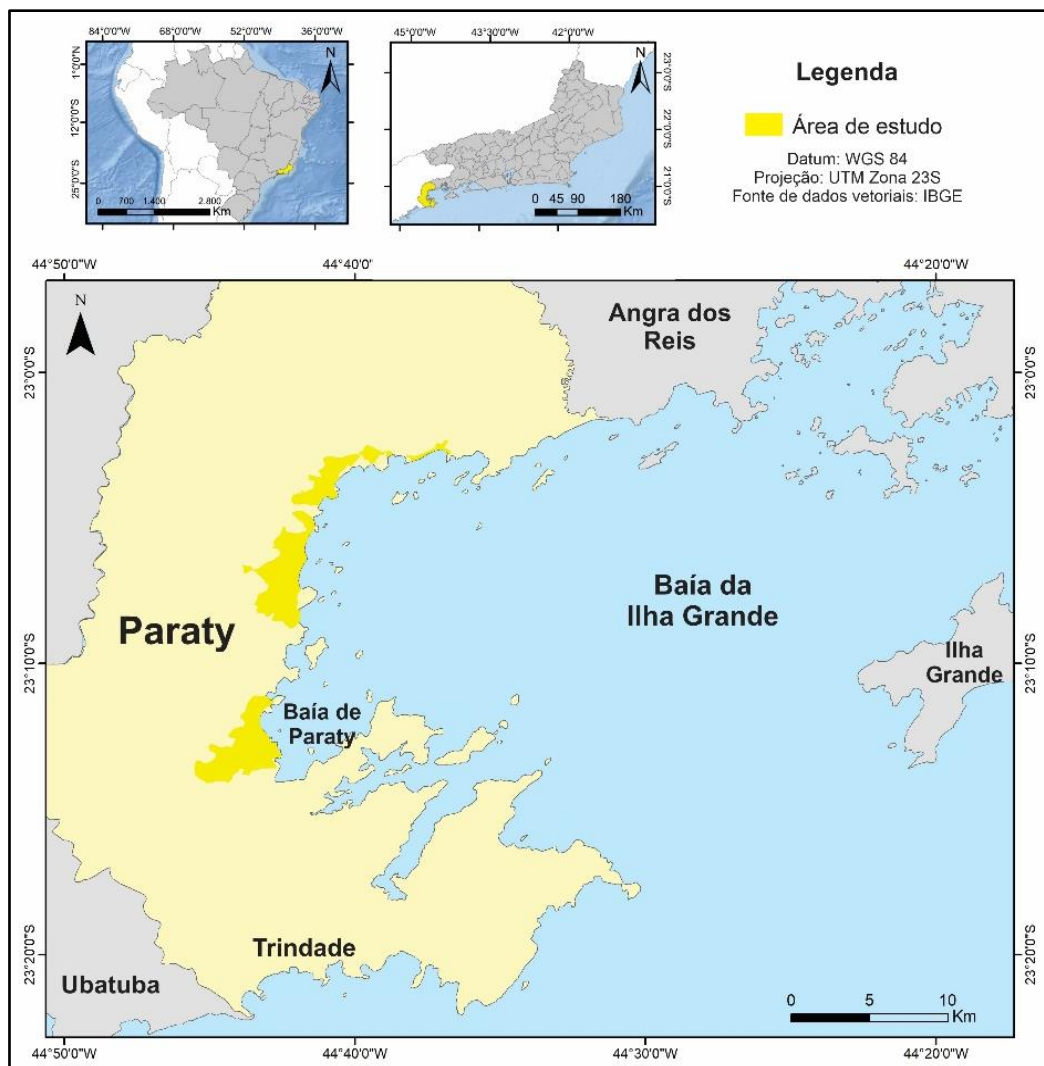 84°0'0"W 68°0'0"W 52°0'0"W 36°0'0"W
1°0'N
12°0'0"S
25°0'0"S
N
0 700 1.400 2.800
Km
45°0'0"W 43°30'0"W 42°0'0"W
23°0'0"S
22°0'0"S
21°0'0"S
N
0 45 90 180
Km
Legenda
Área de estudo
Datum: WGS 84
Projeção: UTM Zona 23S
Fonte de dados vetoriais: IBGE
44°50'0"W 44°40'0" 44°20'0"W
N
Angra dos
Reis
23°0'0"S 23°0'0"S
Baía da
Ilha Grande
Paraty
Ilha
Grande
23°10'0"S 23°10'0"S
Baía de
Paraty
Trindade
23°20'0"S 23°20'0"S
Ubatuba
0 5 10
Km
44°50'0"W 44°40'0"W 44°30'0"W 44°20'0"W